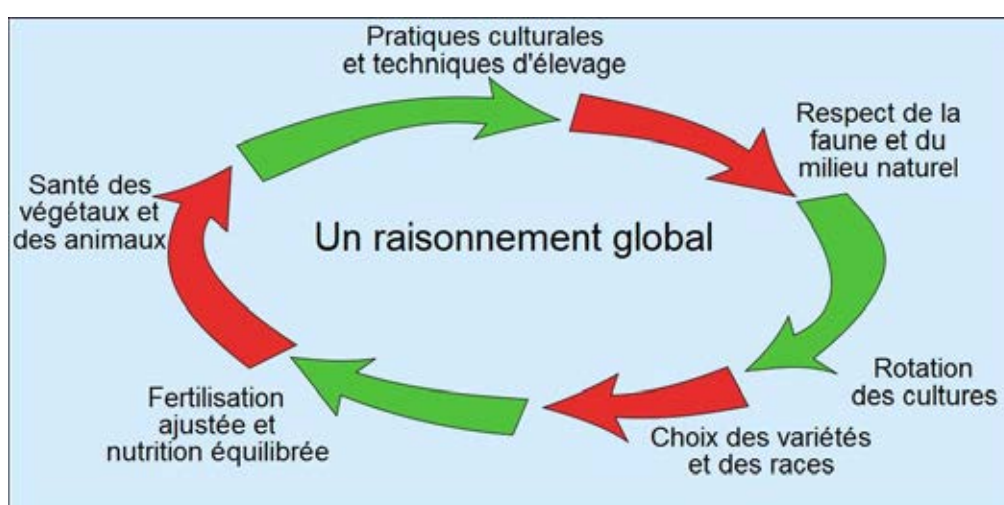 Pratiques culturales
et techniques d'élevage
Respect de la
faune et du
milieu naturel
Santé des
végétaux et
des animaux
Un raisonnement global
Rotation
des cultures
Fertilisation
ajustée et
nutrition équilibrée
Choix des variétés
et des races